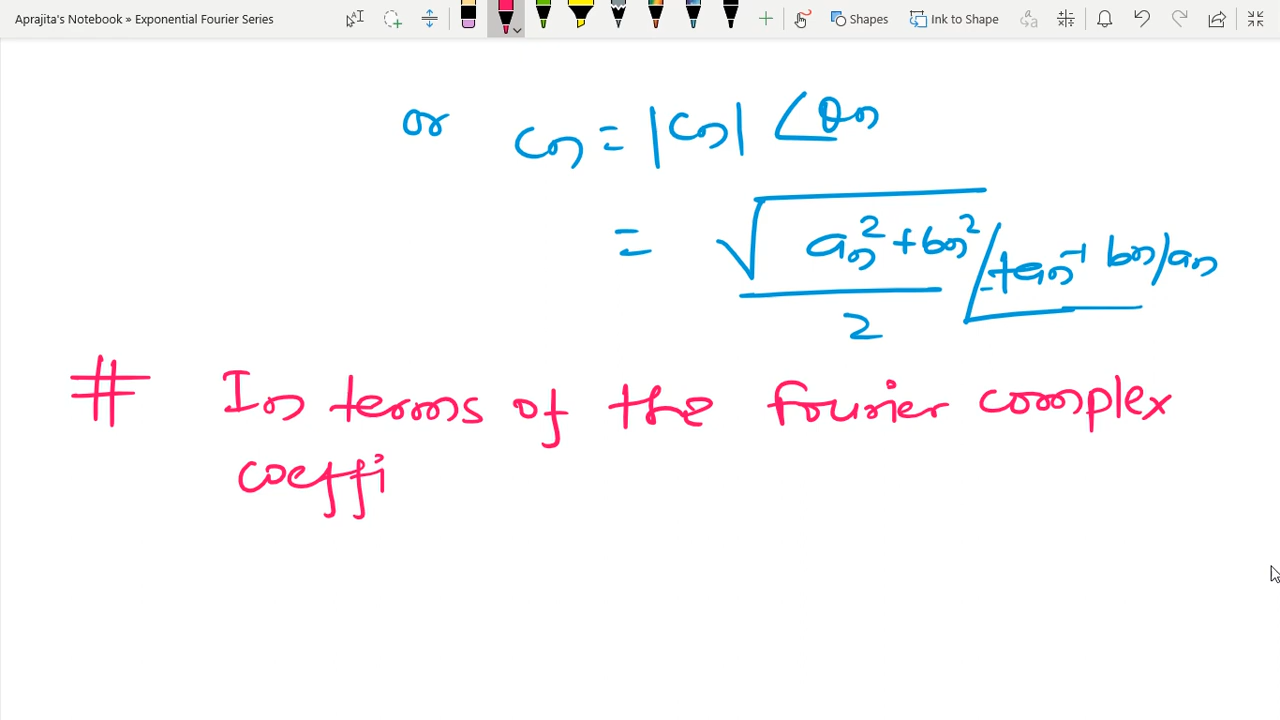 Aprajita's Notebook » Exponential Fourier Series
Shapes
Ink to Shape
or cn = |cn| ∠θn
= √(an² + bn²) / 2 ∠-tan⁻¹ bn/an
# In terms of the fourier complex
coeffi